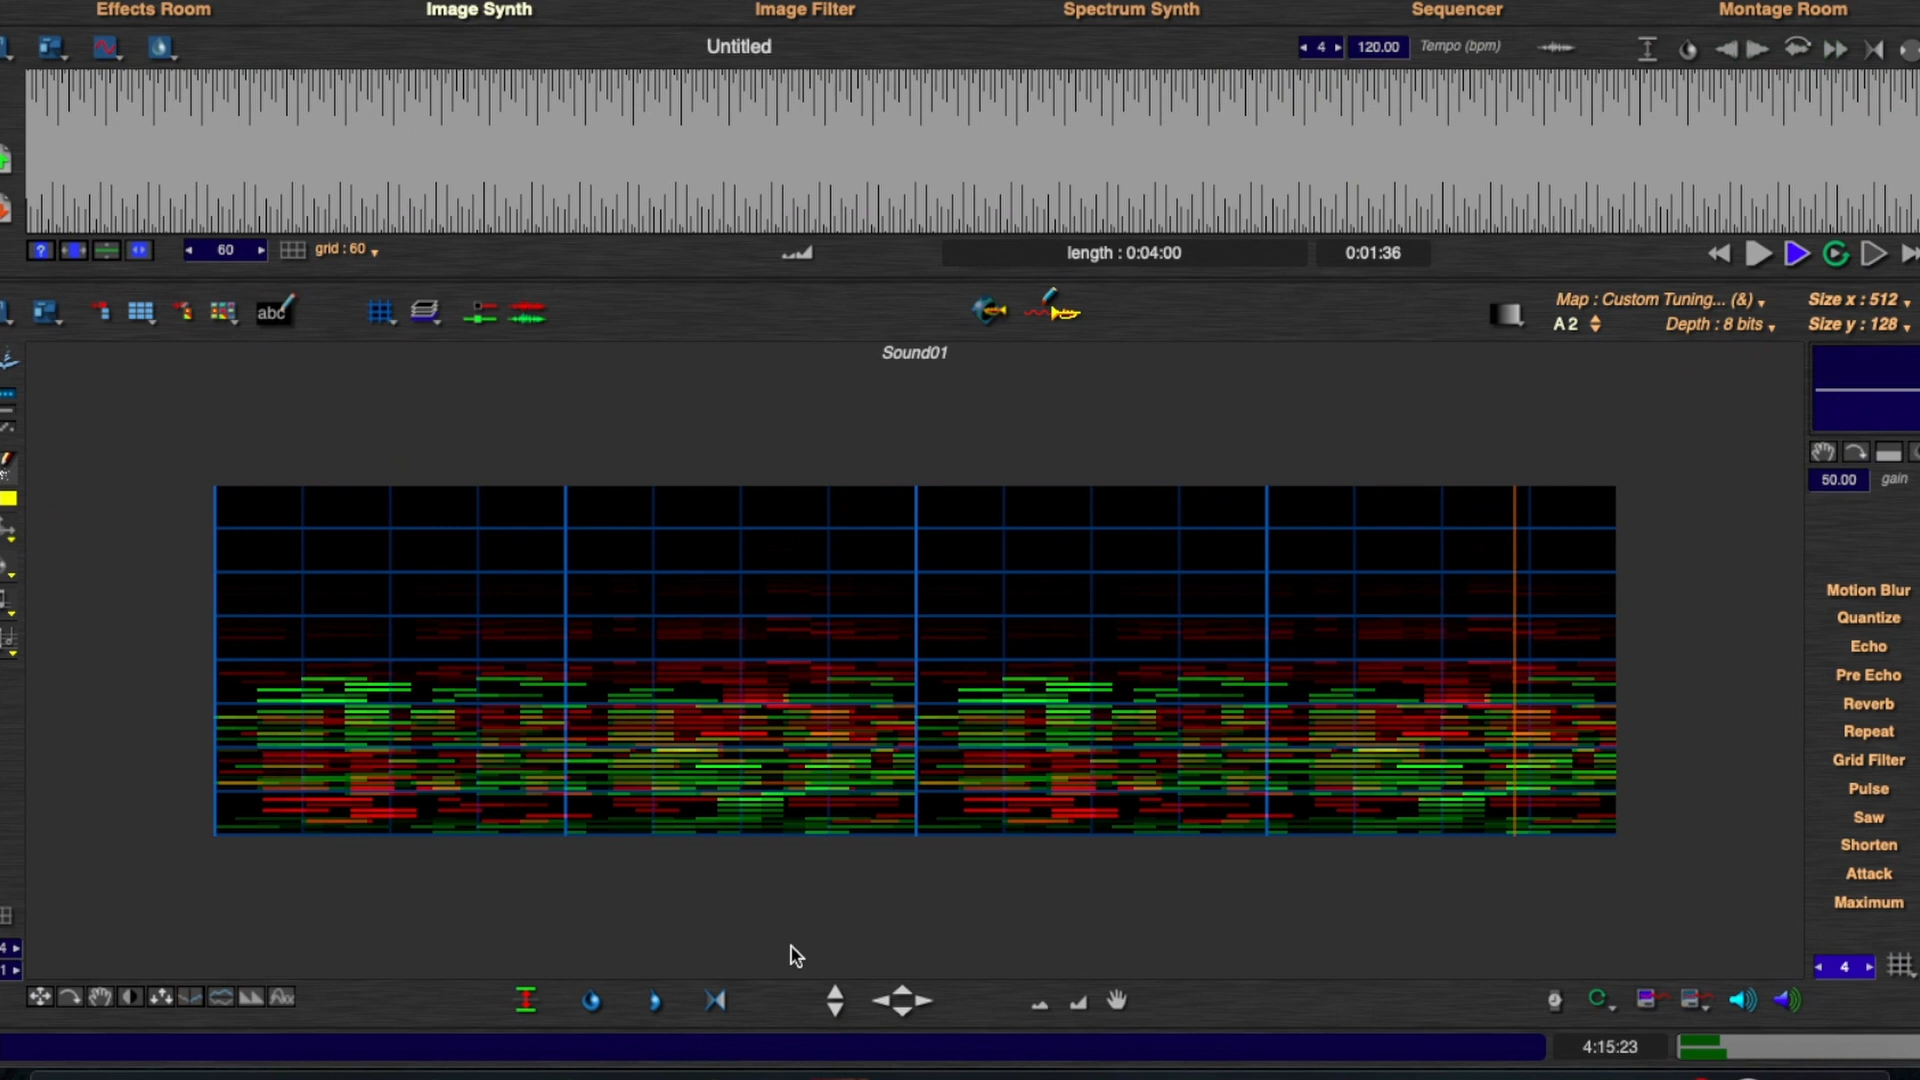 Effects Room Image Synth Image Filter Spectrum Synth Sequencer Montage Room
Untitled 4 120.00 Tempo (bpm)
60 grid : 60 length : 0:04:00 0:01:36
abc Map : Custom Tuning... (&) Size x : 512
A 2 Depth : 8 bits Size y : 128
Sound01
50.00 gain
Motion Blur
Quantize
Echo
Pre Echo
Reverb
Repeat
Grid Filter
Pulse
Saw
Shorten
Attack
Maximum
4
1
4
4:15:23